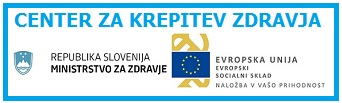 CENTER ZA KREPITEV ZDRAVJA
REPUBLIKA SLOVENIJA
MINISTRSTVO ZA ZDRAVJE
EVROPSKA UNIJA
EVROPSKI
SOCIALNI SKLAD
NALOŽBA V VAŠO PRIHODNOST